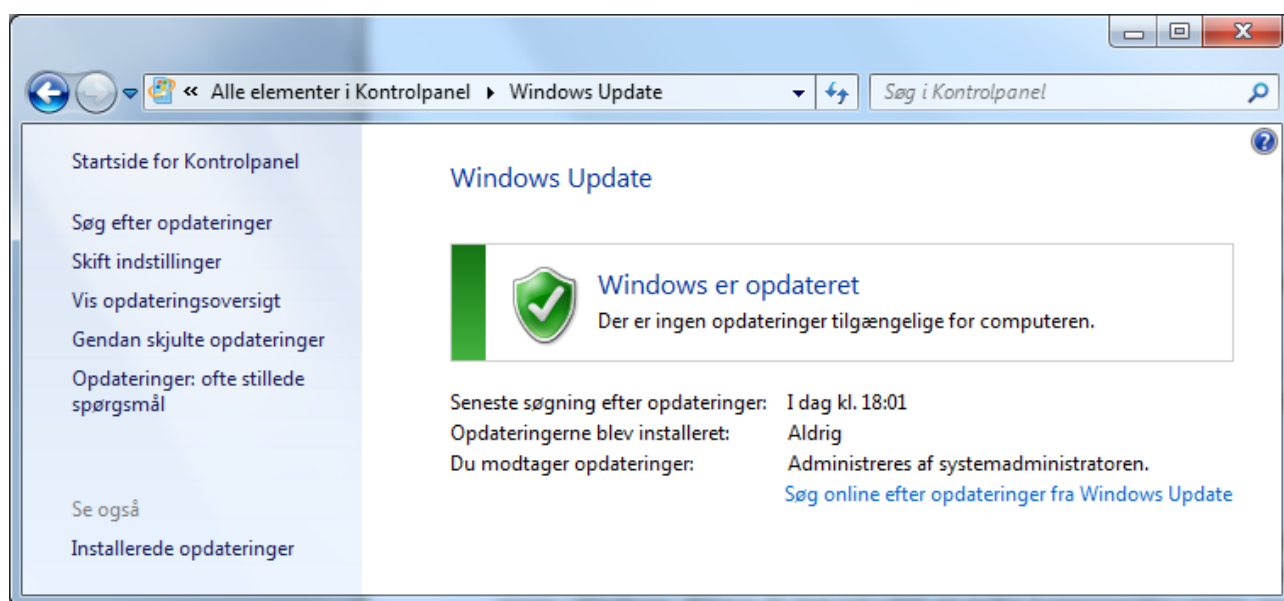 « Alle elementer i Kontrolpanel ▸ Windows Update
Søg i Kontrolpanel
Startside for Kontrolpanel
Søg efter opdateringer
Skift indstillinger
Vis opdateringsoversigt
Gendan skjulte opdateringer
Opdateringer: ofte stillede
spørgsmål
Se også
Installerede opdateringer
Windows Update
Windows er opdateret
Der er ingen opdateringer tilgængelige for computeren.
Seneste søgning efter opdateringer: I dag kl. 18:01
Opdateringerne blev installeret: Aldrig
Du modtager opdateringer: Administreres af systemadministratoren.
Søg online efter opdateringer fra Windows Update